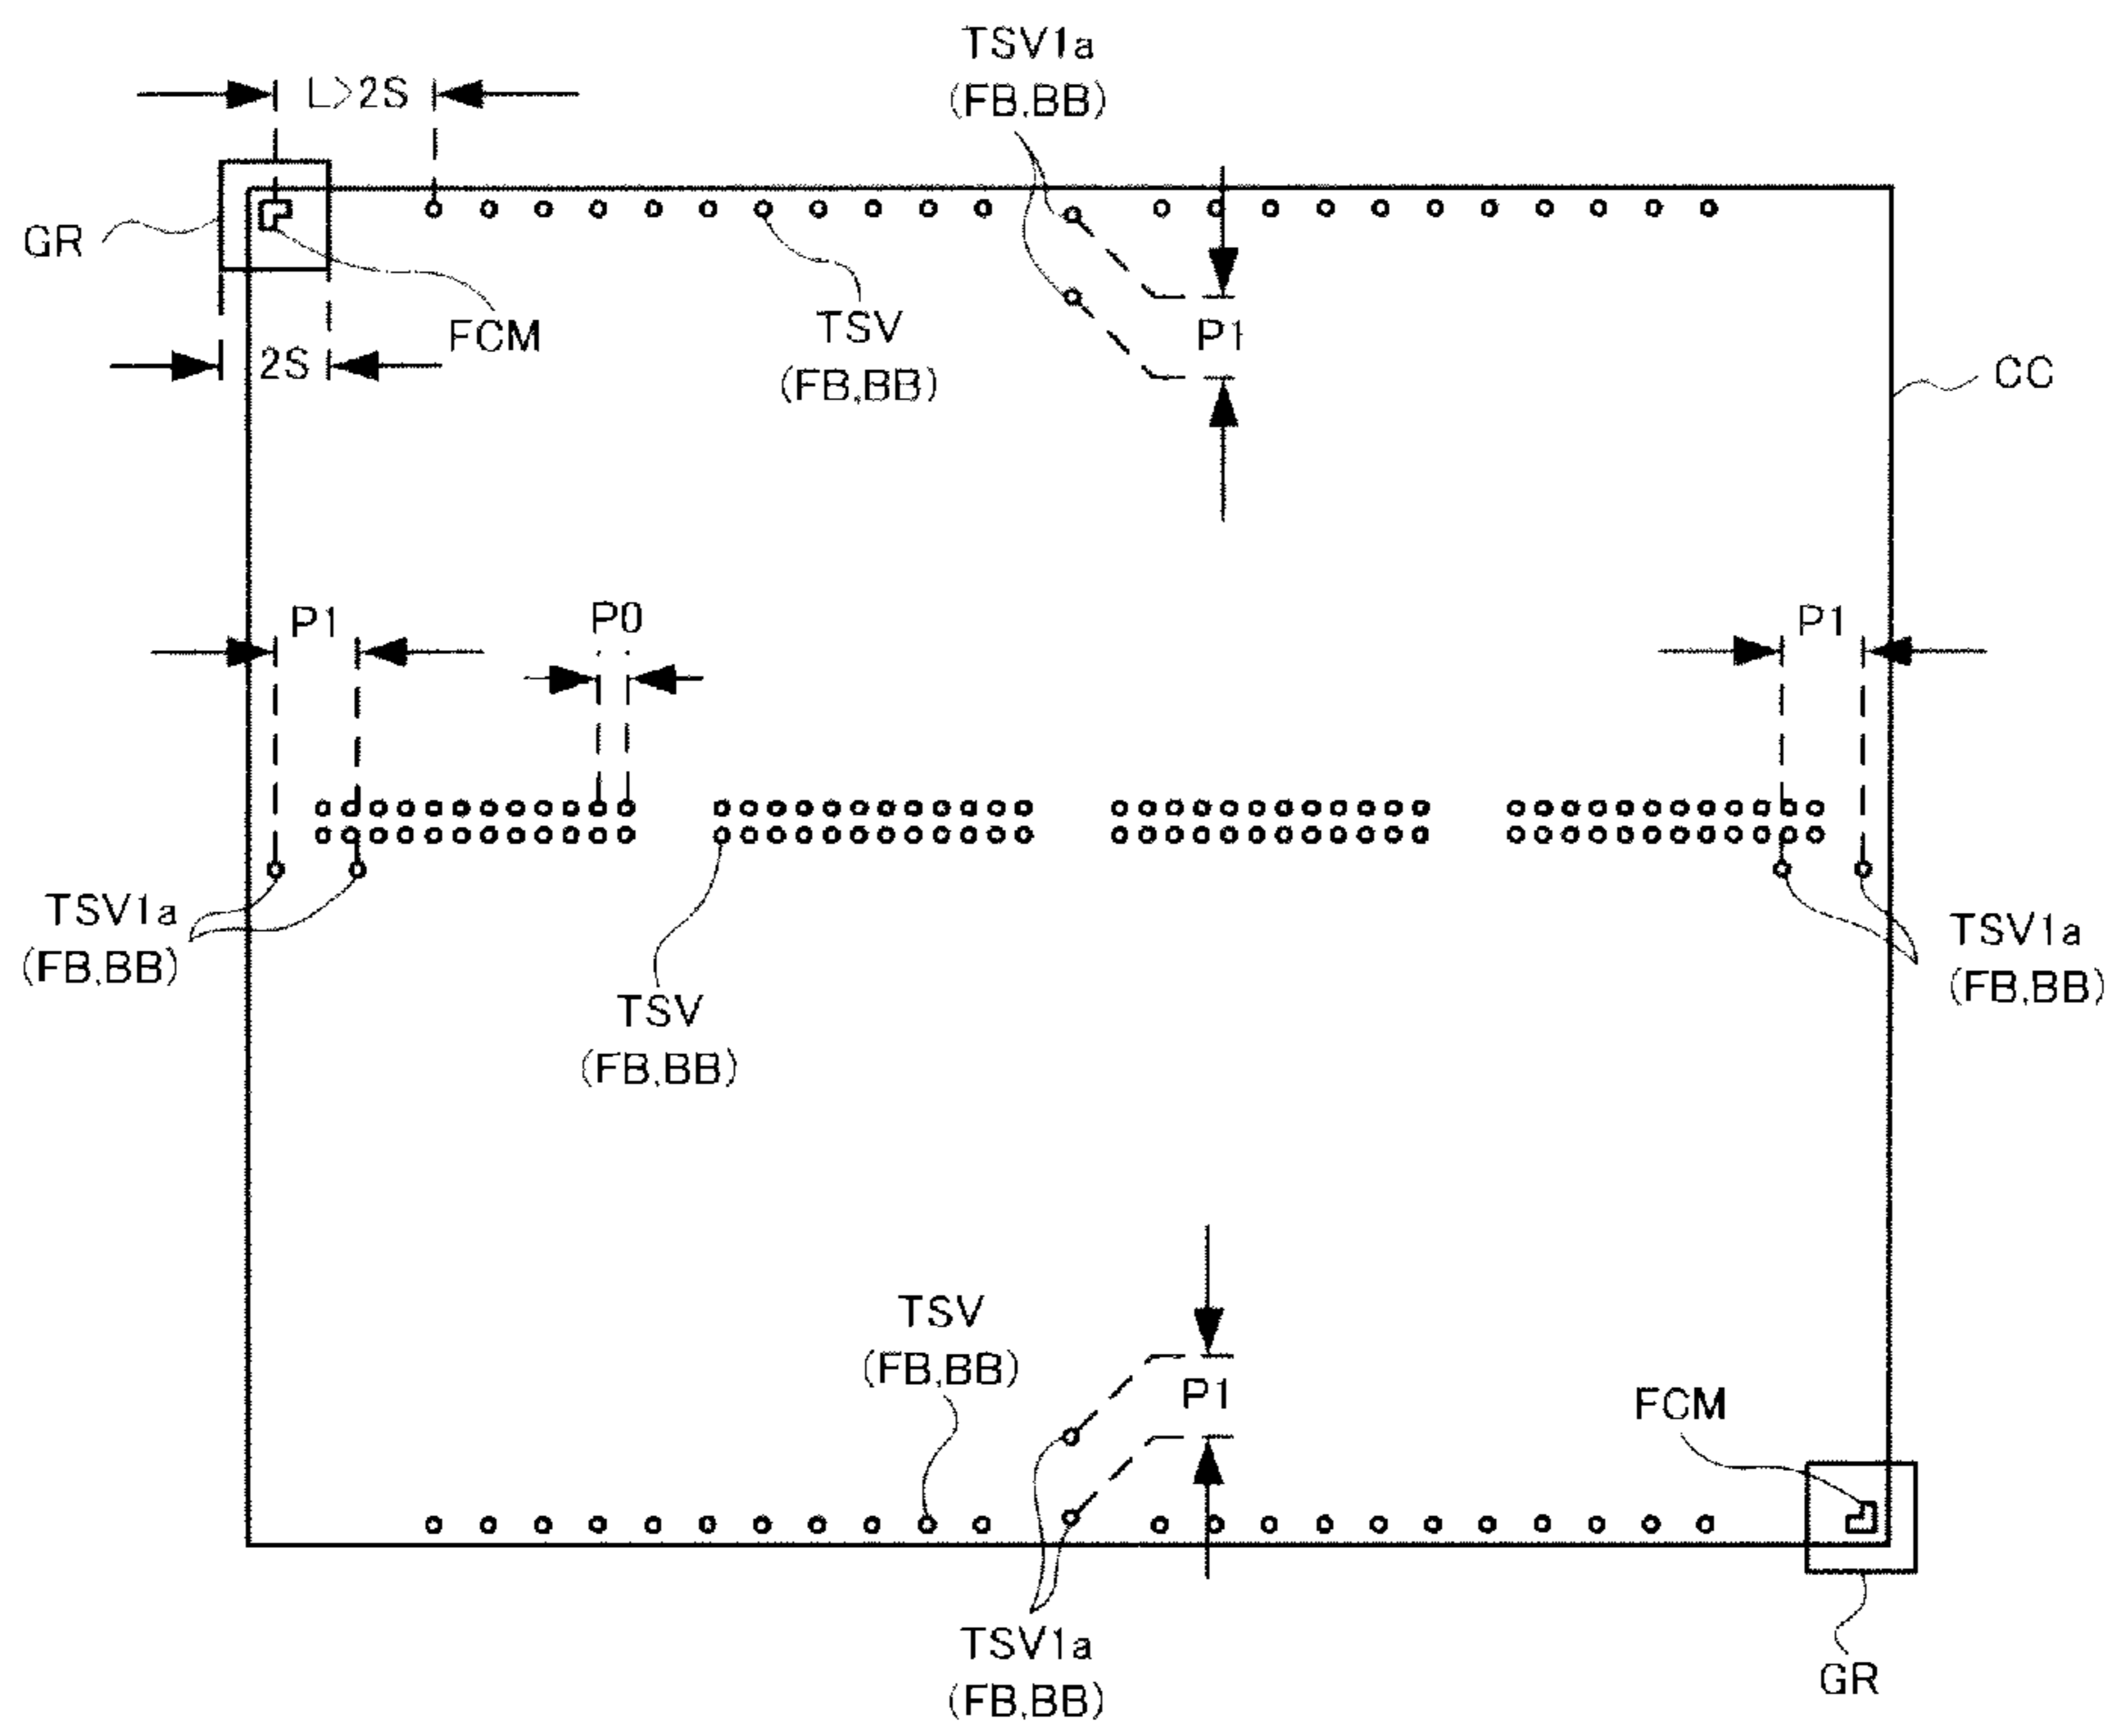 TSV1a
(FB,BB)
L>2S
GR
FCM
TSV
(FB,BB)
P1
2S
CC
P1
P0
P1
TSV1a
(FB,BB)
TSV1a
(FB,BB)
TSV
(FB,BB)
TSV
(FB,BB)
P1
FCM
TSV1a
(FB,BB)
GR